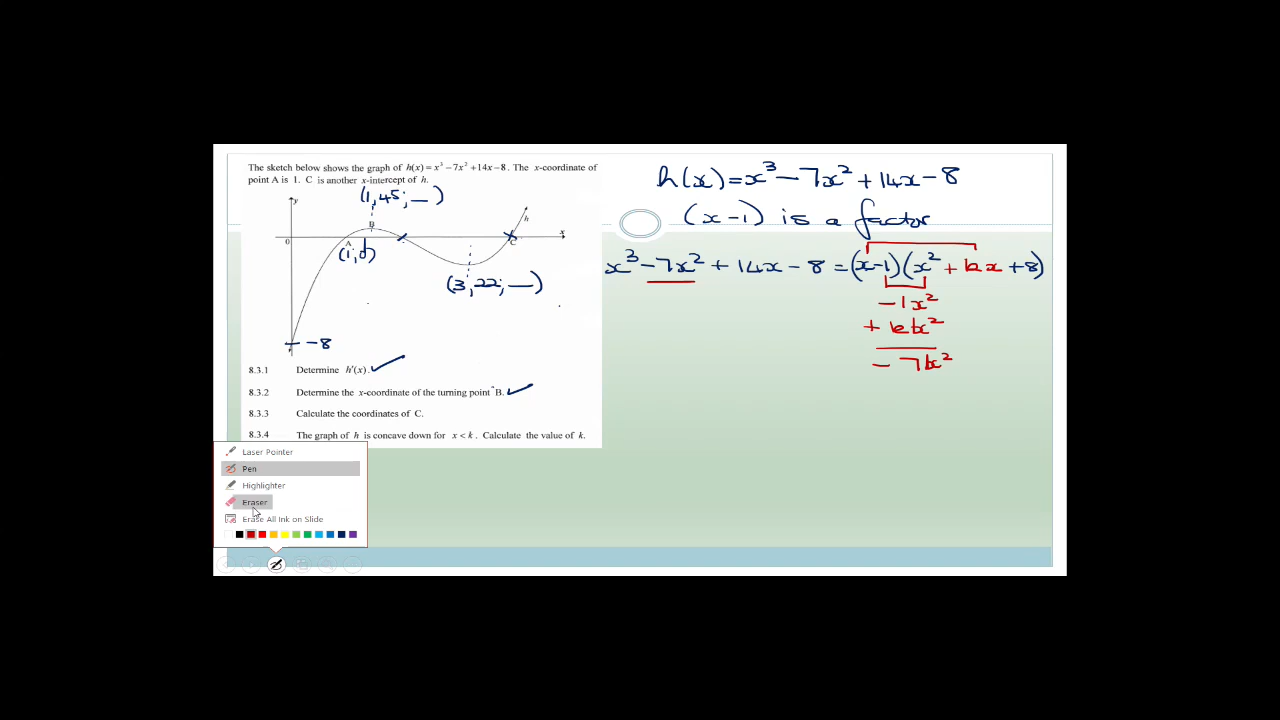 The sketch below shows the graph of h(x) = x³ − 7x² + 14x − 8. The x-coordinate of
point A is 1. C is another x-intercept of h.
(1,45; __)
y
h
B
0
A
C
x
(1;0)
(3,22; __)
−8
8.3.1 Determine h′(x).
8.3.2 Determine the x-coordinate of the turning point B.
8.3.3 Calculate the coordinates of C.
8.3.4 The graph of h is concave down for x < k. Calculate the value of k.
h(x) = x³ − 7x² + 14x − 8
(x−1) is a factor
x³ − 7x² + 14x − 8 = (x−1)(x² + bx + 8)
−1x²
+ bx²
− 7x²
Laser Pointer
Pen
Highlighter
Eraser
Erase All Ink on Slide